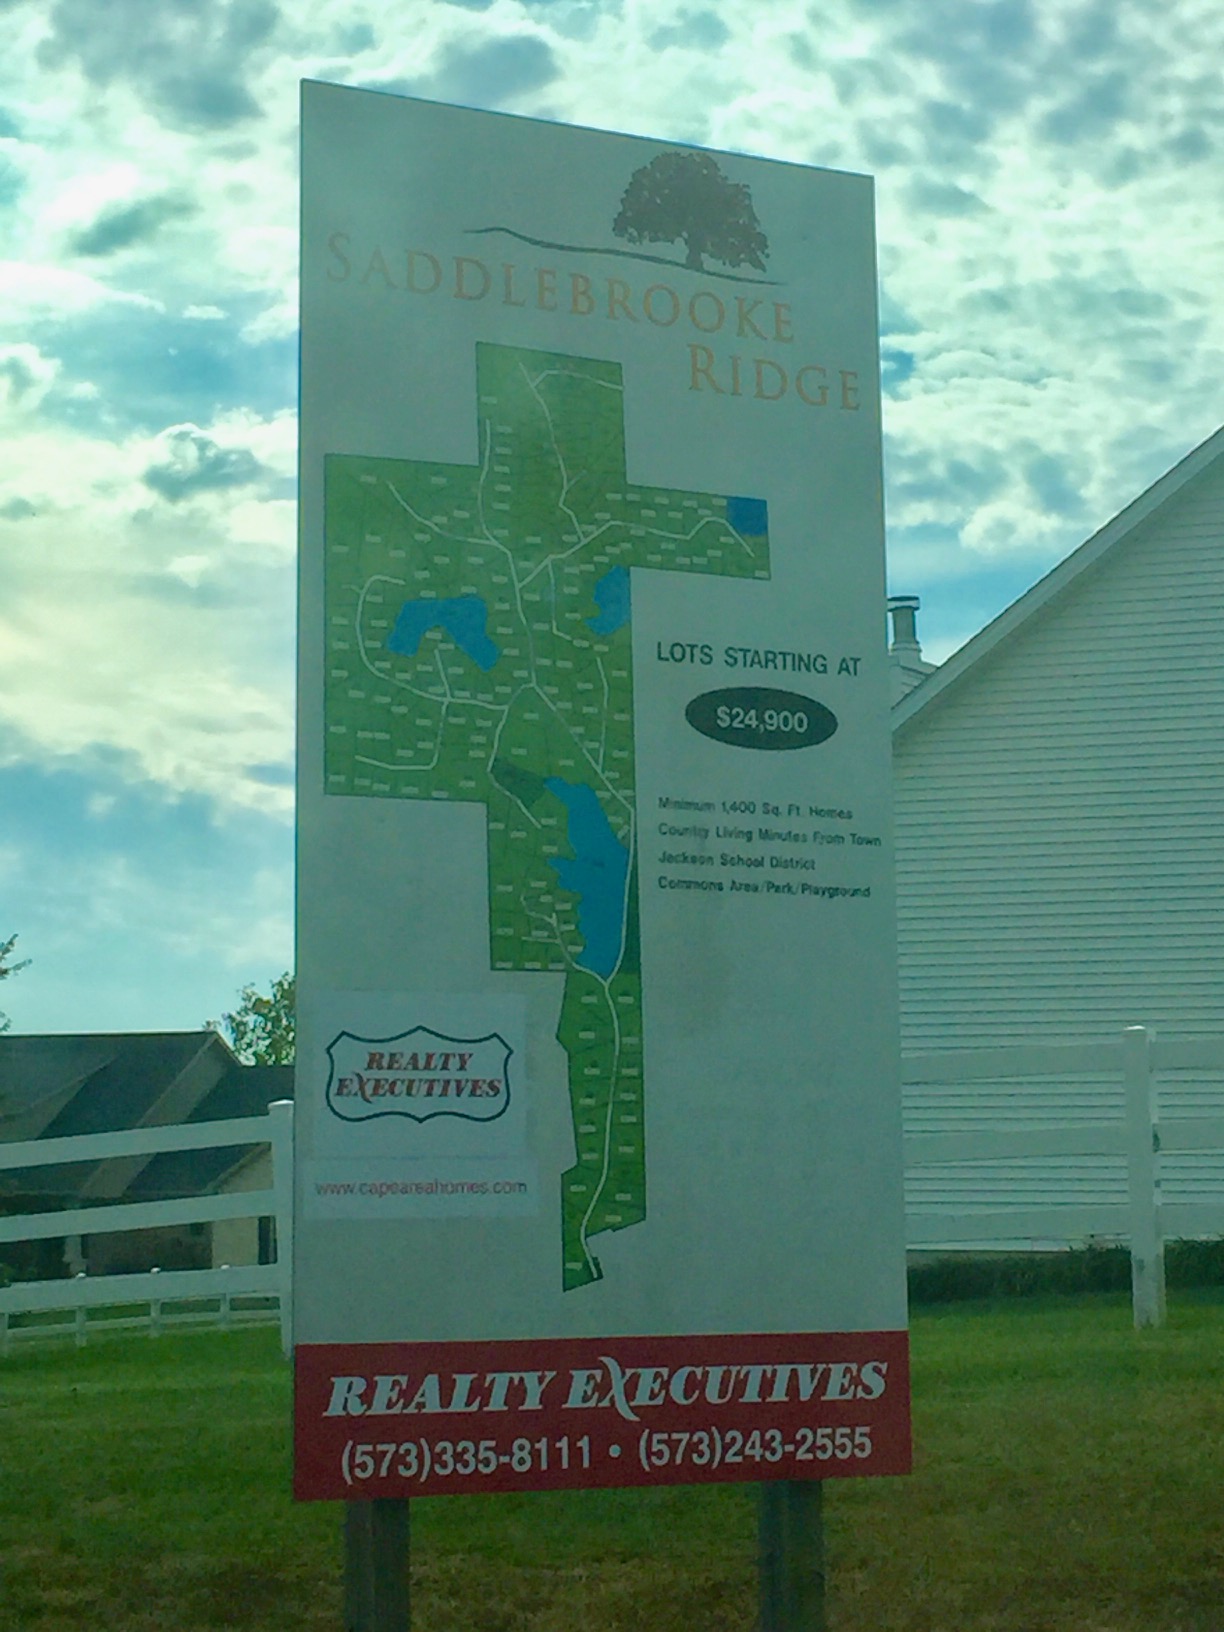 SADDLEBROOKE
RIDGE
LOTS STARTING AT
$24,900
Minimum 1,400 Sq. Ft. Homes
Country Living Minutes From Town
Jackson School District
Commons Area/Park/Playground
REALTY
EXECUTIVES
www.capeareahomes.com
REALTY EXECUTIVES
(573)335-8111 • (573)243-2555